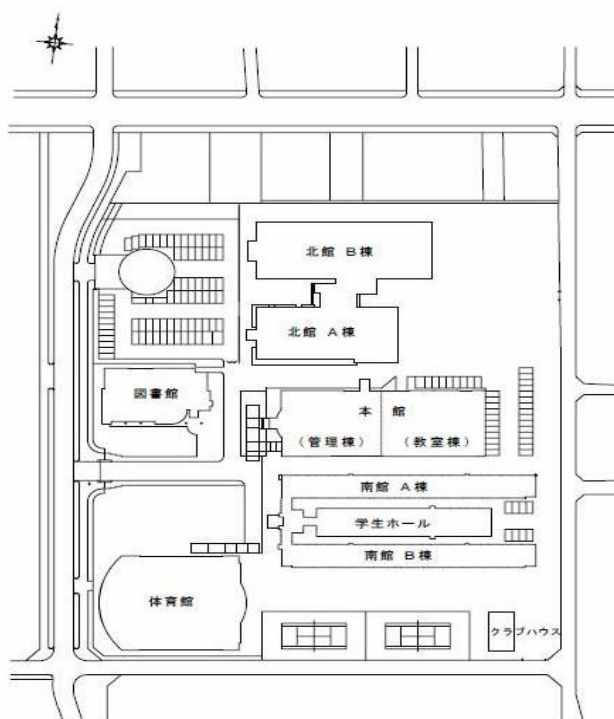 北館 B棟
北館 A棟
図書館
本館
(管理棟) (教室棟)
南館 A棟
学生ホール
南館 B棟
体育館
クラブハウス